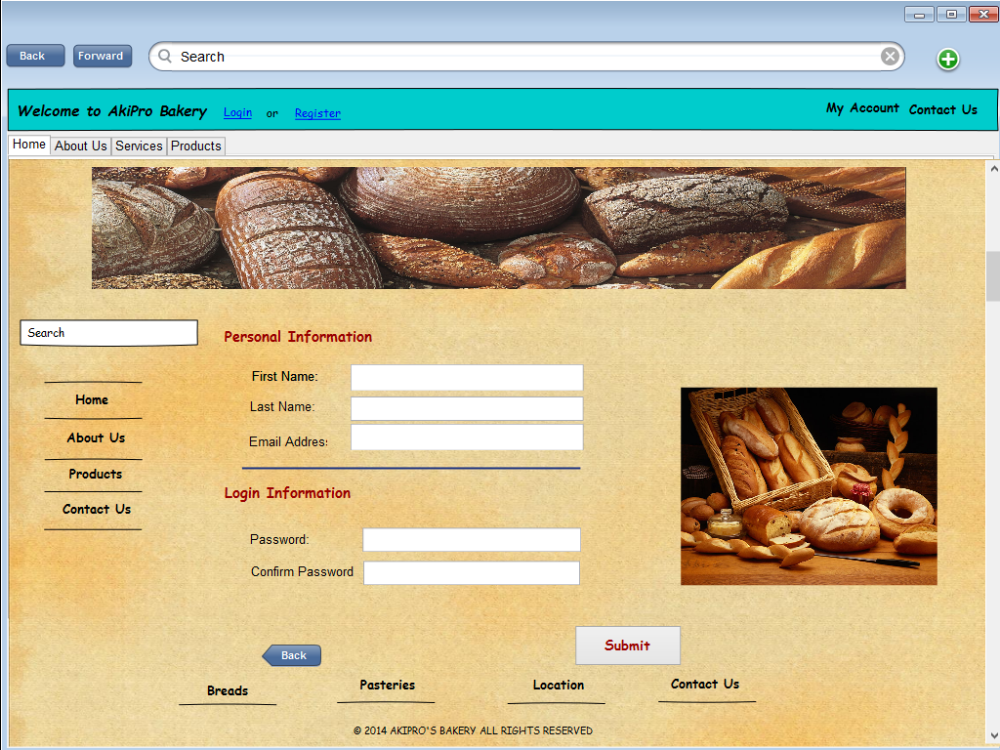 Back Forward Search
Welcome to AkiPro Bakery Login or Register My Account Contact Us
Home About Us Services Products
Search
Home
About Us
Products
Contact Us
Personal Information
First Name:
Last Name:
Email Addres:
Login Information
Password:
Confirm Password
Back
Submit
Breads Pasteries Location Contact Us
© 2014 AKIPRO'S BAKERY ALL RIGHTS RESERVED